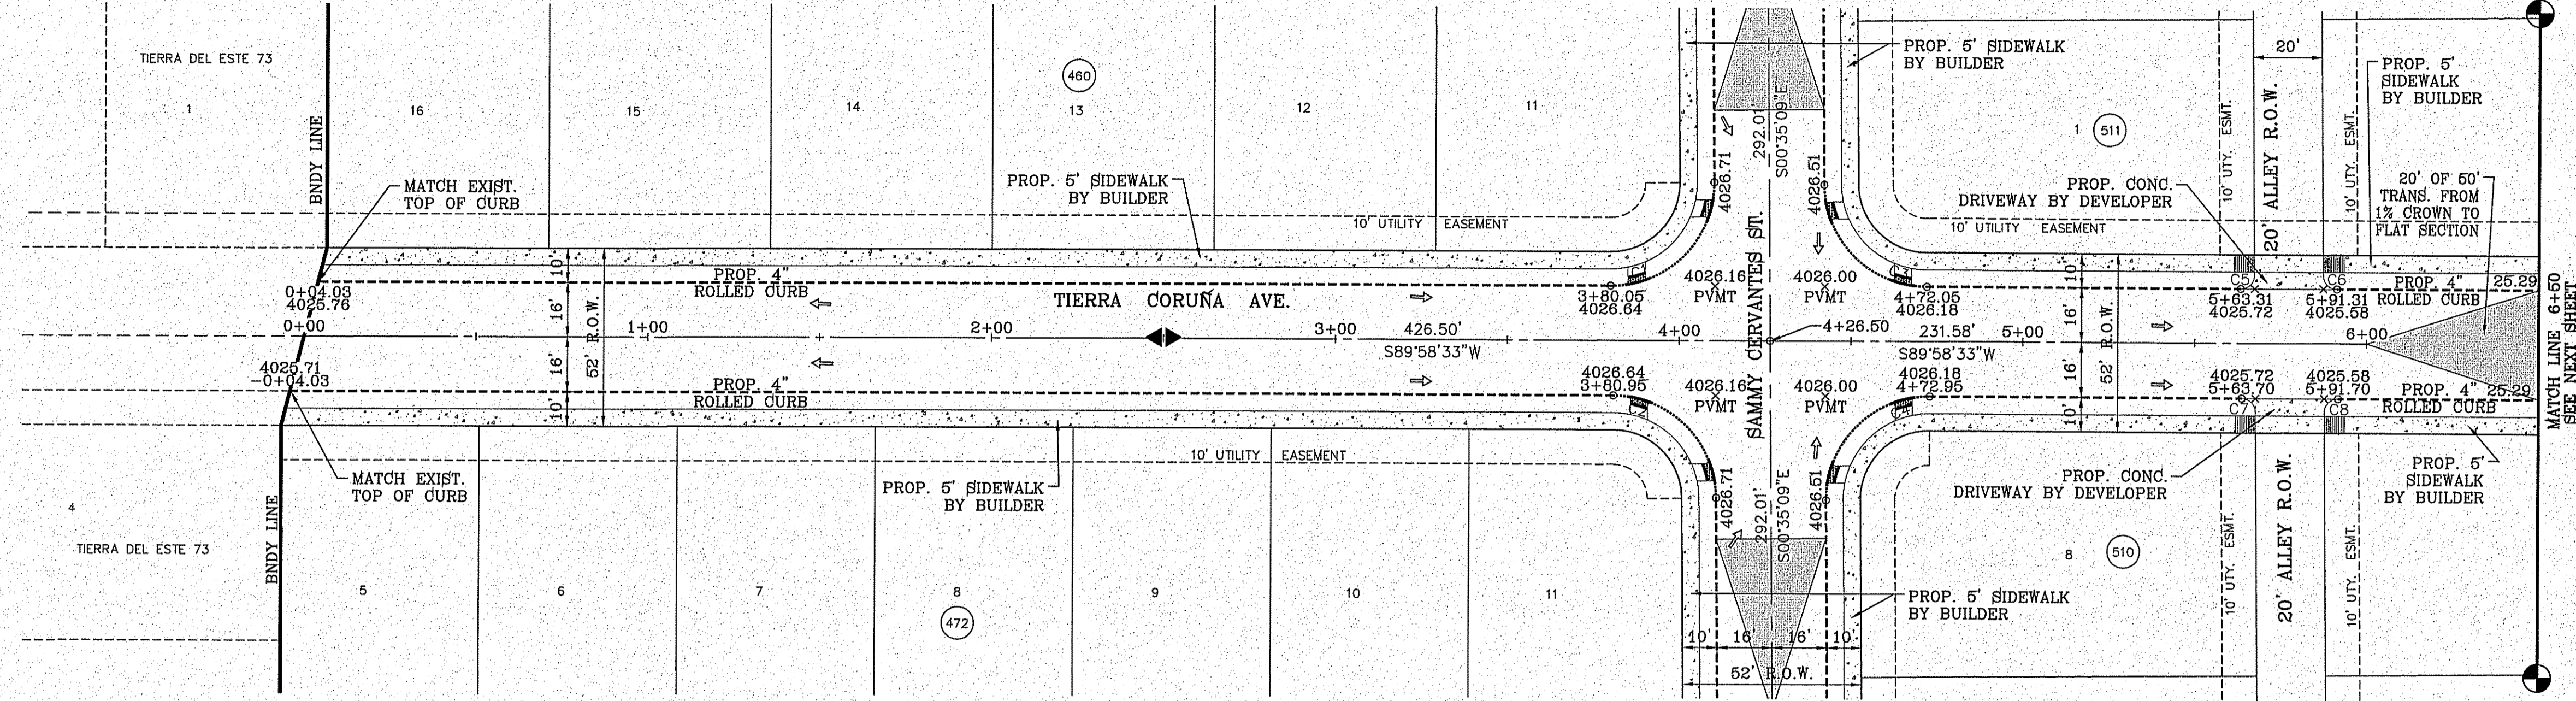 TIERRA DEL ESTE 73
1
16
15
14
460
13
12
11
BNDY LINE
MATCH EXIST.
TOP OF CURB
PROP. 5' SIDEWALK
BY BUILDER
10' UTILITY EASEMENT
PROP. 5' SIDEWALK
BY BUILDER
292.01'
S00°35'09"E
4026.71
4026.51
SAMMY CERVANTES ST.
1
511
20'
10' UTY. ESMT.
20' ALLEY R.O.W.
10' UTY. ESMT.
PROP. 5'
SIDEWALK
BY BUILDER
PROP. CONC.
DRIVEWAY BY DEVELOPER
20' OF 50'
TRANS. FROM
1% CROWN TO
FLAT SECTION
10' UTILITY EASEMENT
0+04.03
4025.76
10'
16'
16'
10'
52' R.O.W.
PROP. 4"
ROLLED CURB
TIERRA CORUÑA AVE.
C1
3+80.05
4026.64
4026.16
PVMT
4026.00
PVMT
C3
4+72.05
4026.18
10'
16'
16'
10'
52' R.O.W.
C5
5+63.31
4025.72
C6
5+91.31
4025.58
PROP. 4"
ROLLED CURB
25.29
0+00
1+00
2+00
3+00
426.50'
S89°58'33"W
4+00
4+26.50
231.58'
S89°58'33"W
5+00
6+00
MATCH LINE 6+50
SEE NEXT SHEET
4025.71
-0+04.03
PROP. 4"
ROLLED CURB
4026.64
3+80.95
C2
4026.16
PVMT
4026.00
PVMT
4026.18
4+72.95
C4
4025.72
5+63.70
C7
4025.58
5+91.70
C8
PROP. 4"
ROLLED CURB
25.29
MATCH EXIST.
TOP OF CURB
10' UTILITY EASEMENT
PROP. 5' SIDEWALK
BY BUILDER
4026.71
292.01'
S00°35'09"E
4026.51
PROP. CONC.
DRIVEWAY BY DEVELOPER
PROP. 5'
SIDEWALK
BY BUILDER
4
TIERRA DEL ESTE 73
BNDY LINE
5
6
7
8
472
9
10
11
PROP. 5' SIDEWALK
BY BUILDER
10'
16'
16'
10'
52' R.O.W.
8
510
10' UTY. ESMT.
20' ALLEY R.O.W.
10' UTY. ESMT.